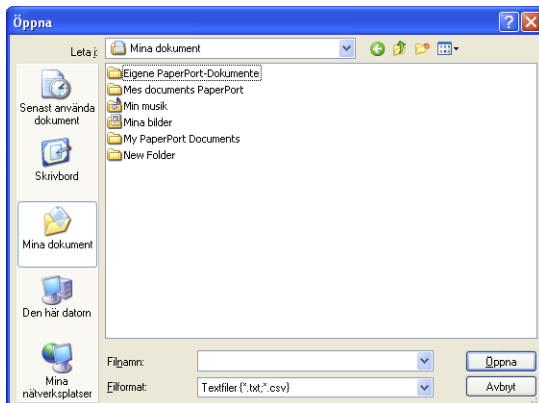 Öppna
Leta i: Mina dokument
Eigene PaperPort-Dokumente
Mes documents PaperPort
Min musik
Mina bilder
My PaperPort Documents
New Folder
Senast använda
dokument
Skrivbord
Mina dokument
Den här datorn
Mina
nätverksplatser
Filnamn:
Öppna
Filformat: Textfiler {*.txt;*.csv}
Avbryt